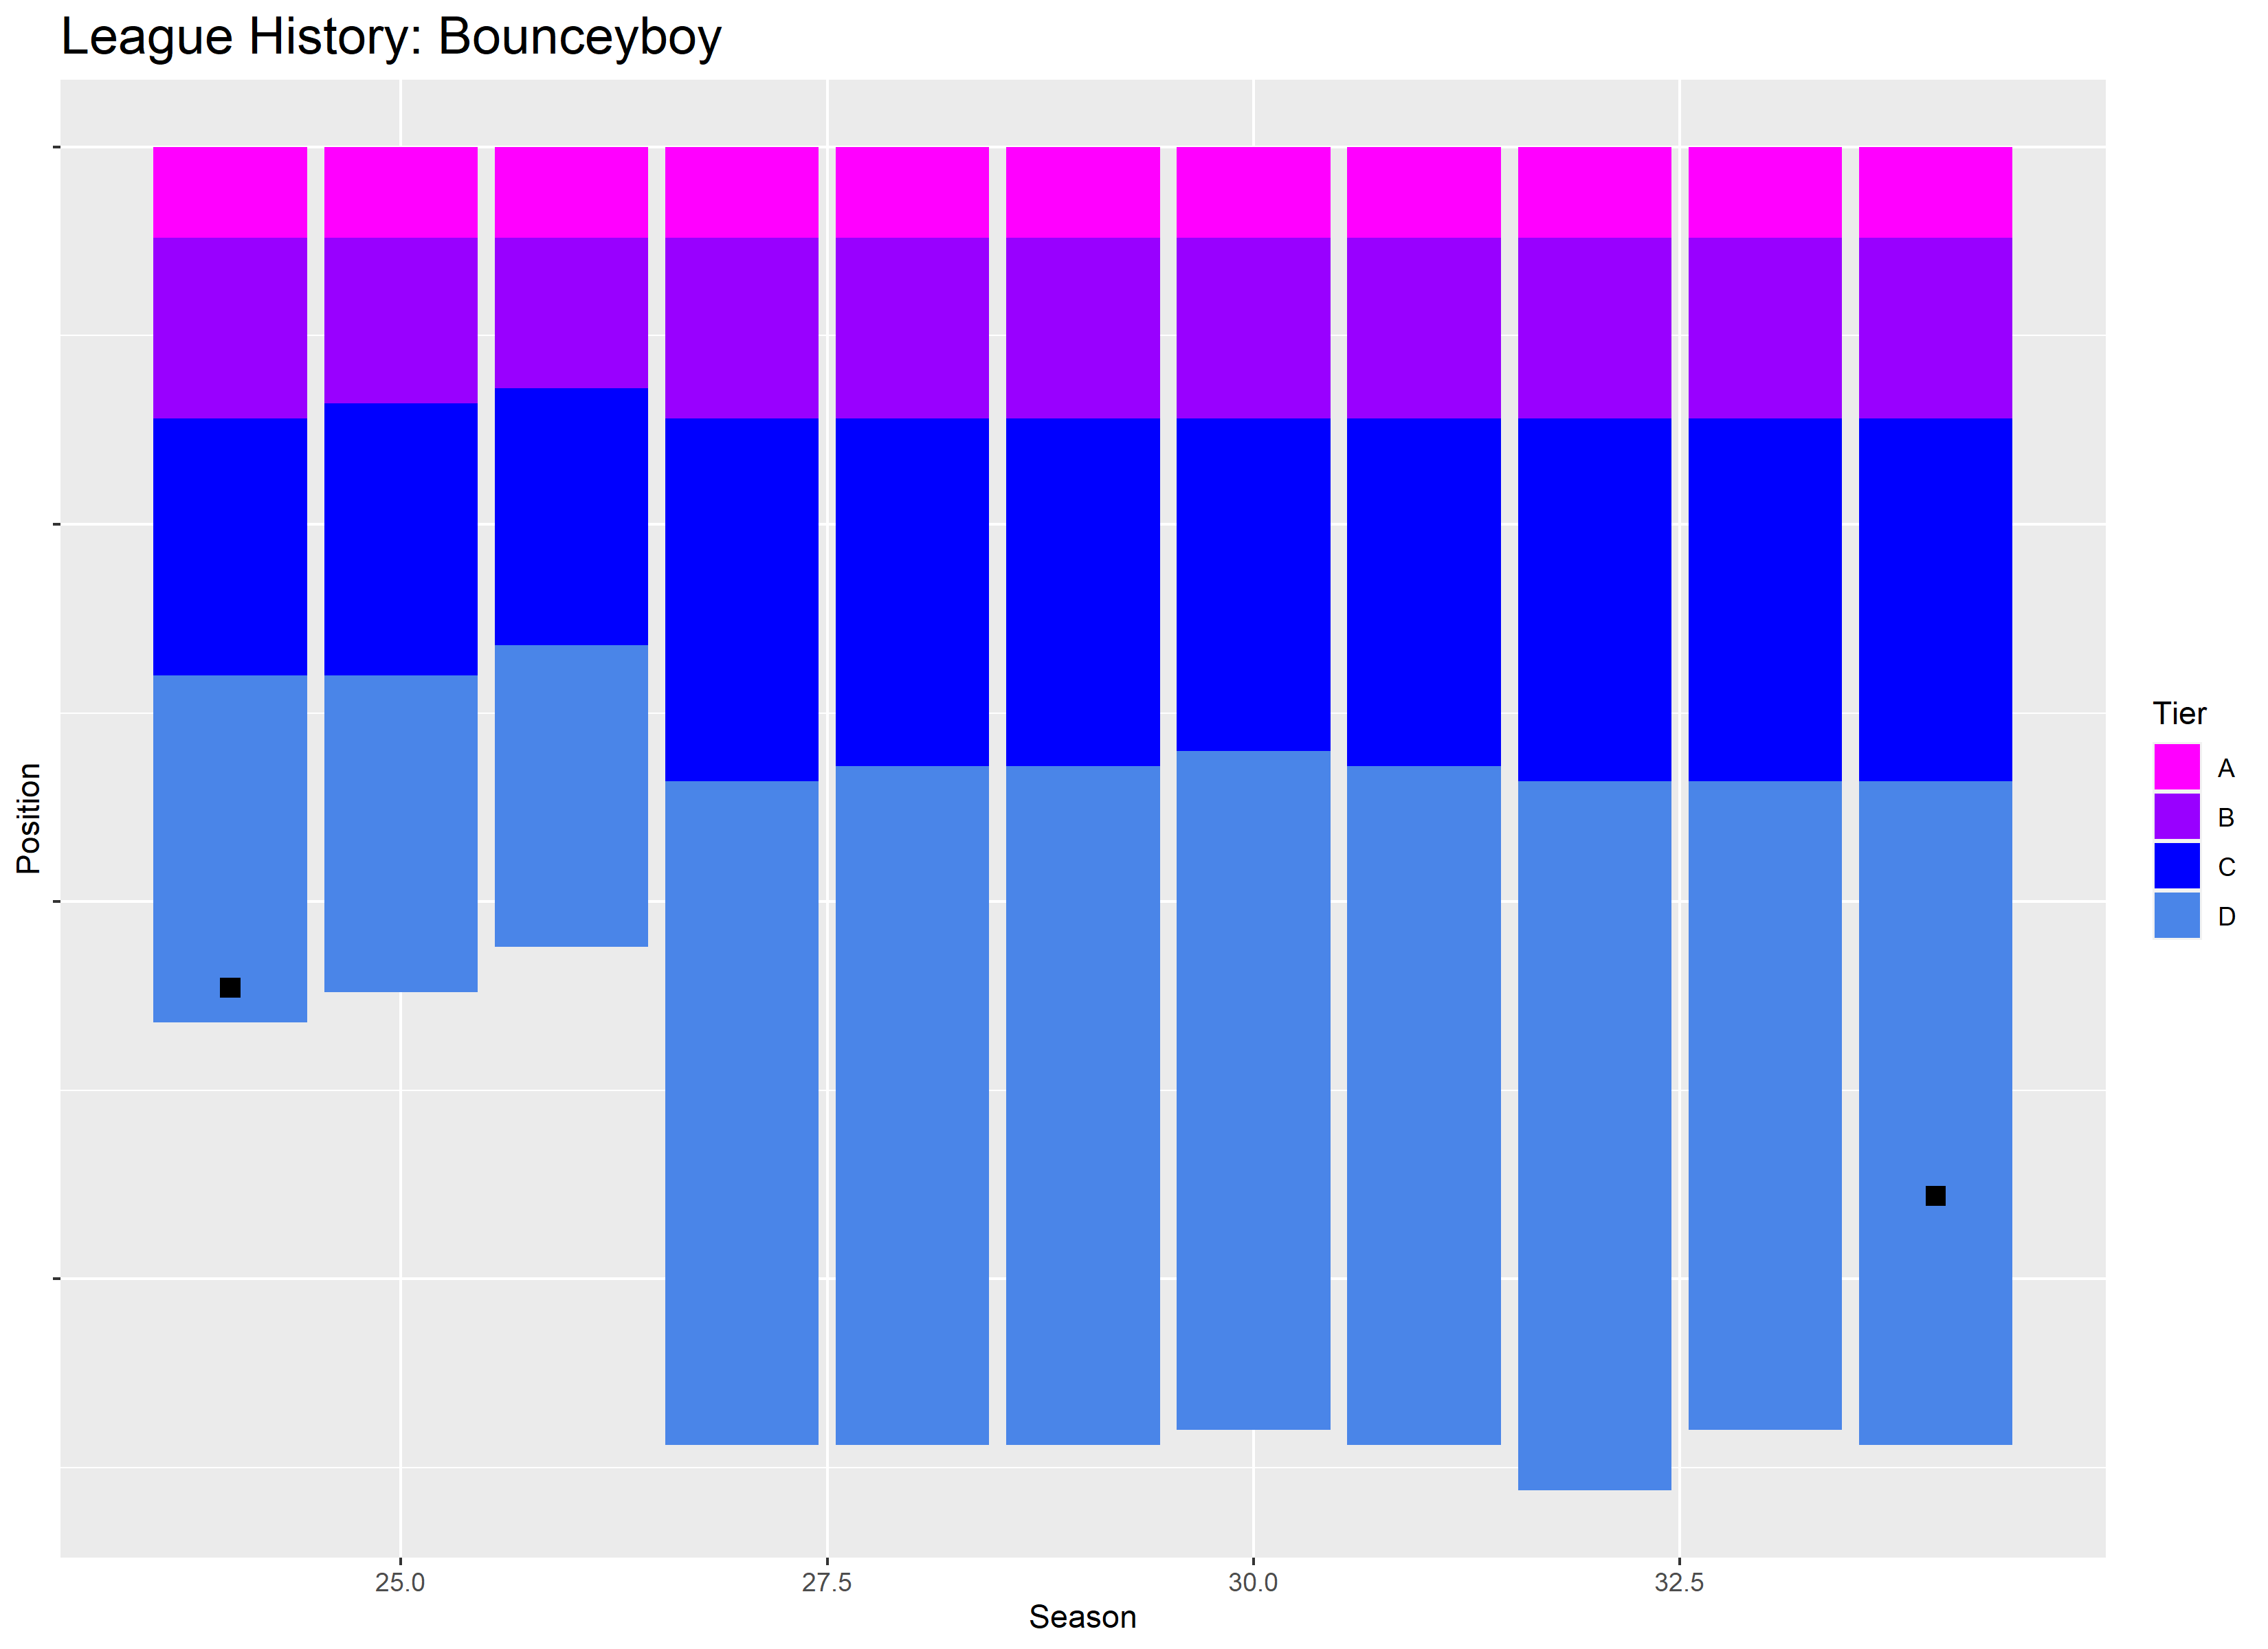 League History: Bounceyboy
Position
Tier
A
B
C
D
25.0 27.5 30.0 32.5
Season